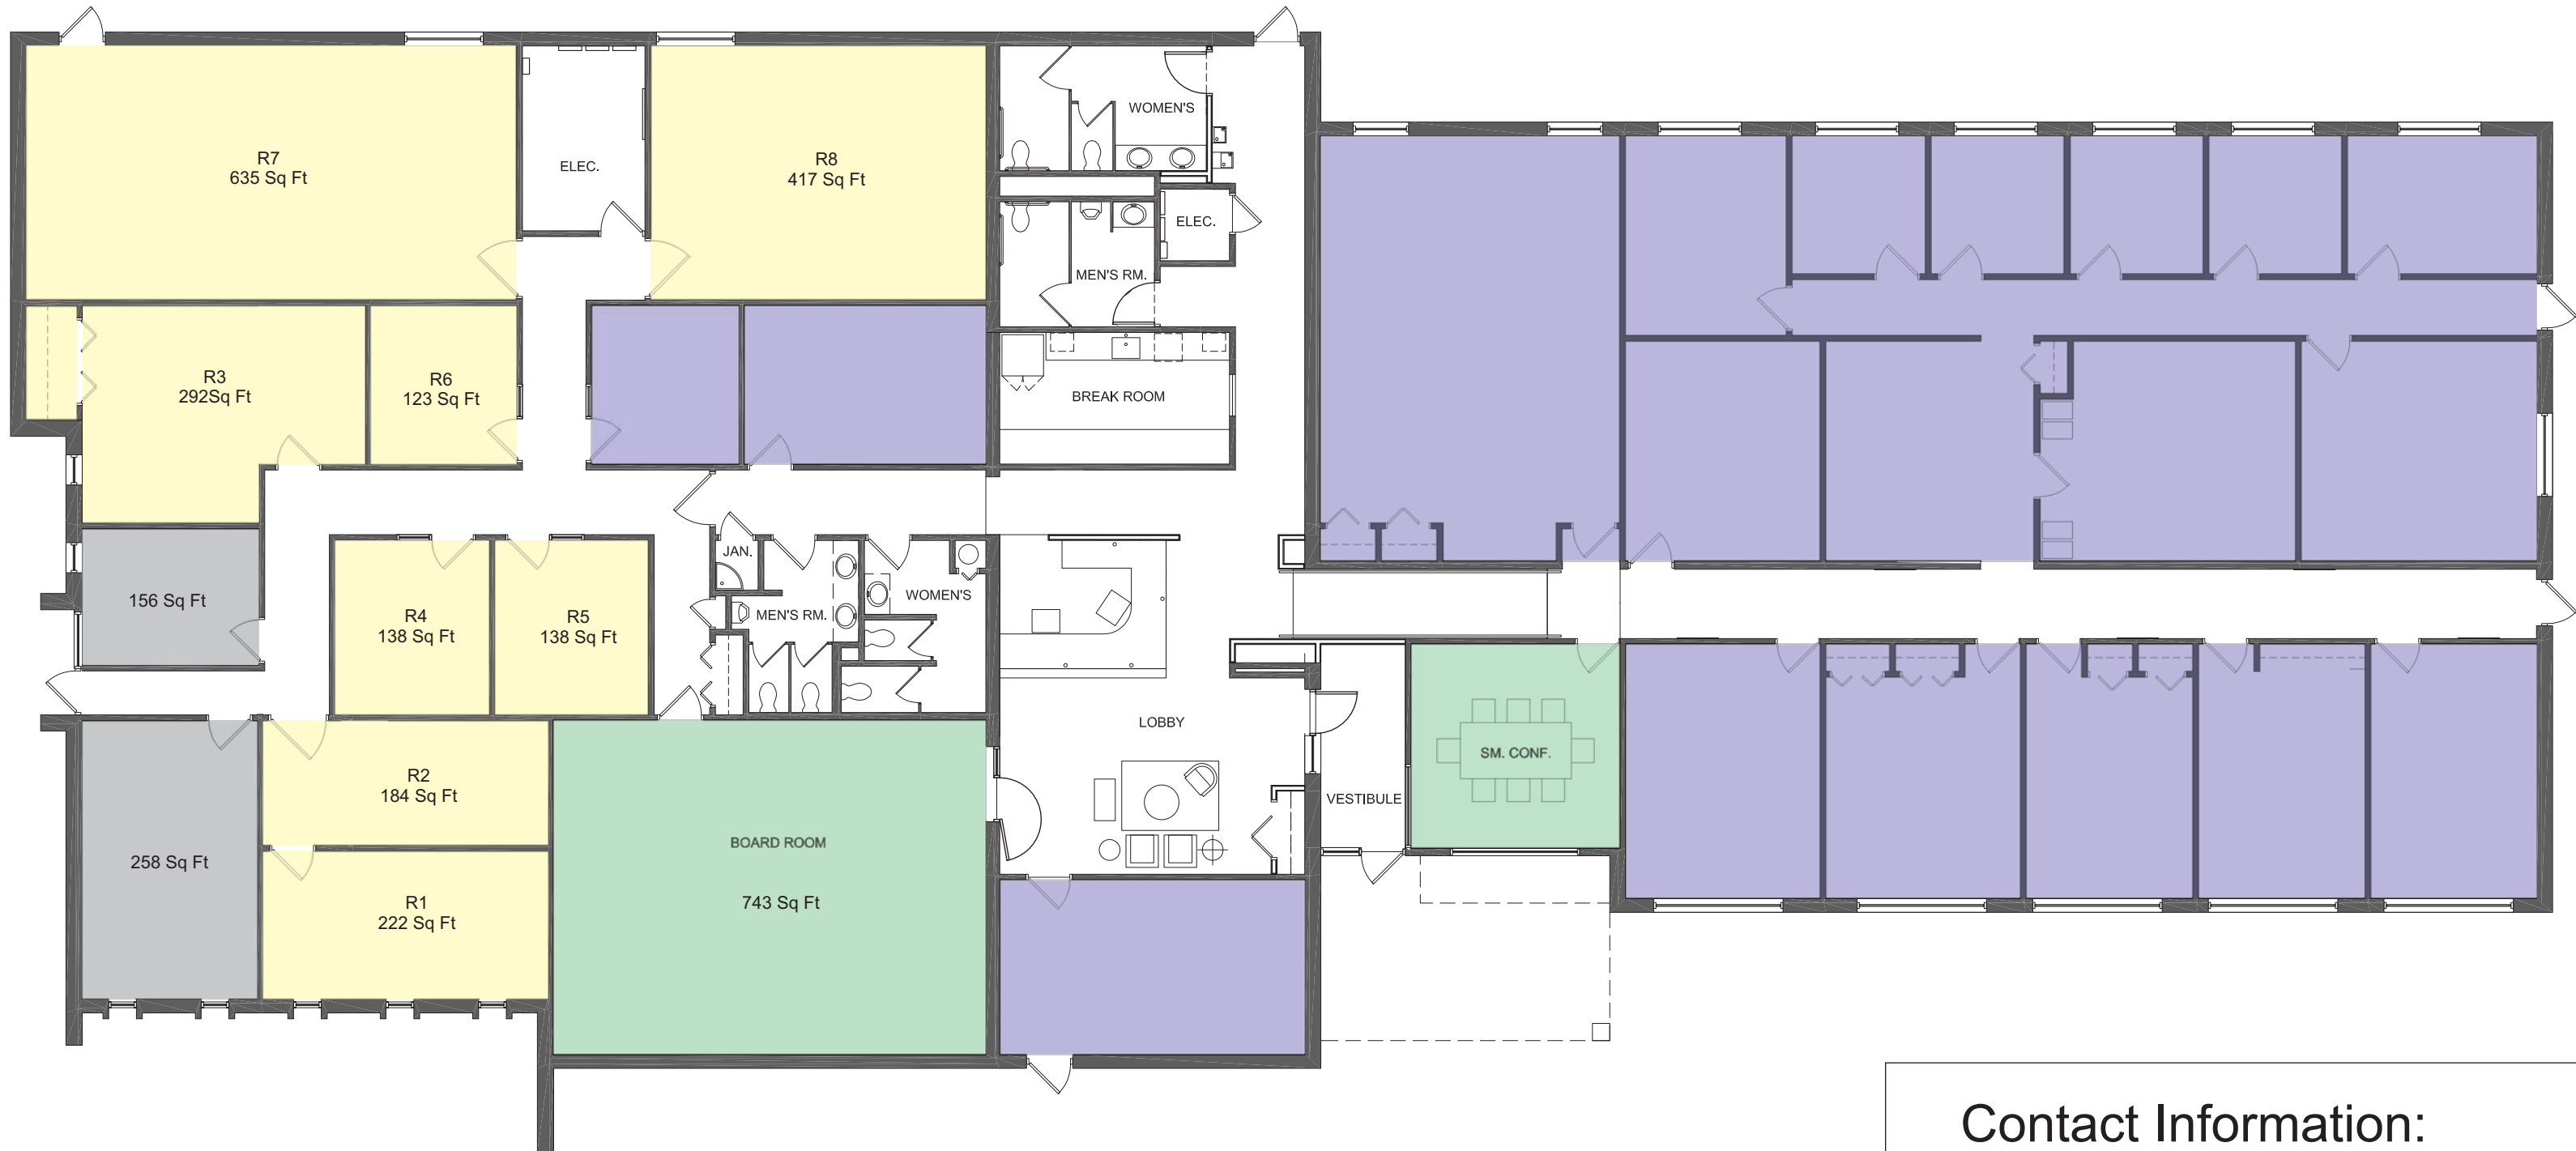 WOMEN'S
R7
635 Sq Ft
ELEC.
R8
417 Sq Ft
ELEC.
MEN'S RM.
R3
292Sq Ft
R6
123 Sq Ft
BREAK ROOM
JAN.
156 Sq Ft
R4
138 Sq Ft
R5
138 Sq Ft
MEN'S RM.
WOMEN'S
LOBBY
SM. CONF.
R2
184 Sq Ft
VESTIBULE
BOARD ROOM
258 Sq Ft
R1
222 Sq Ft
743 Sq Ft
Contact Information: